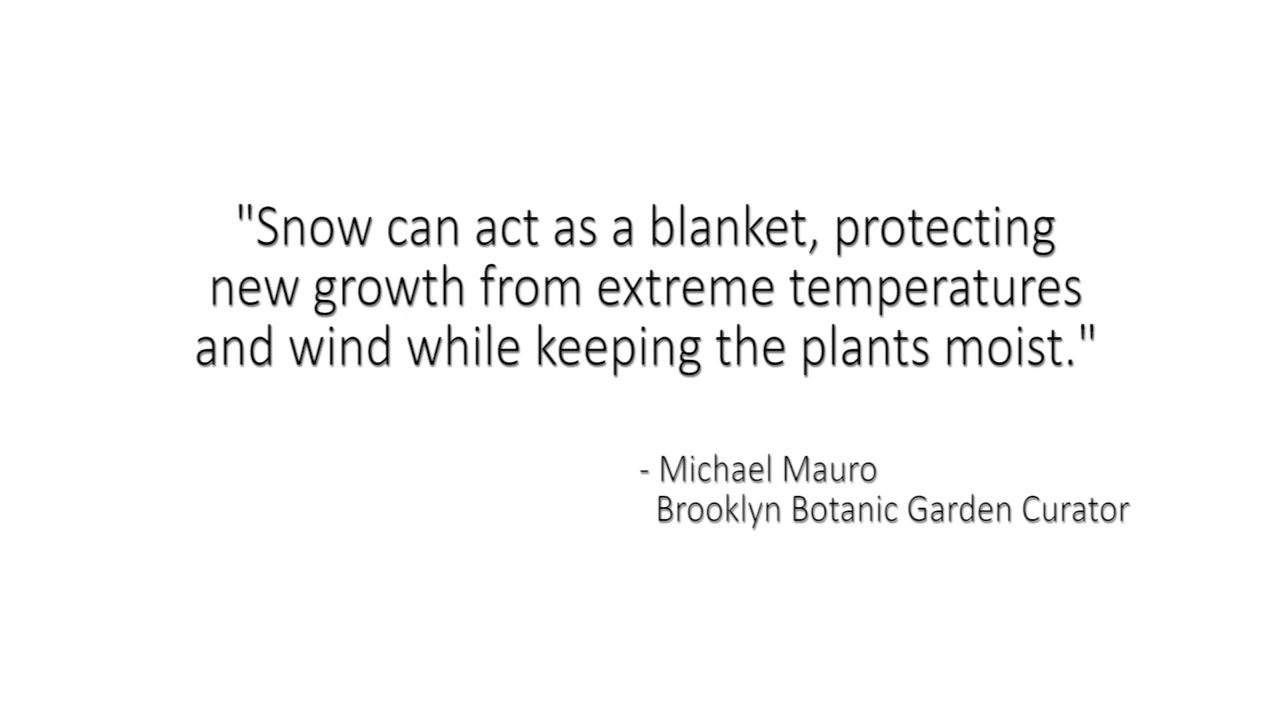 "Snow can act as a blanket, protecting
new growth from extreme temperatures
and wind while keeping the plants moist."
- Michael Mauro
Brooklyn Botanic Garden Curator